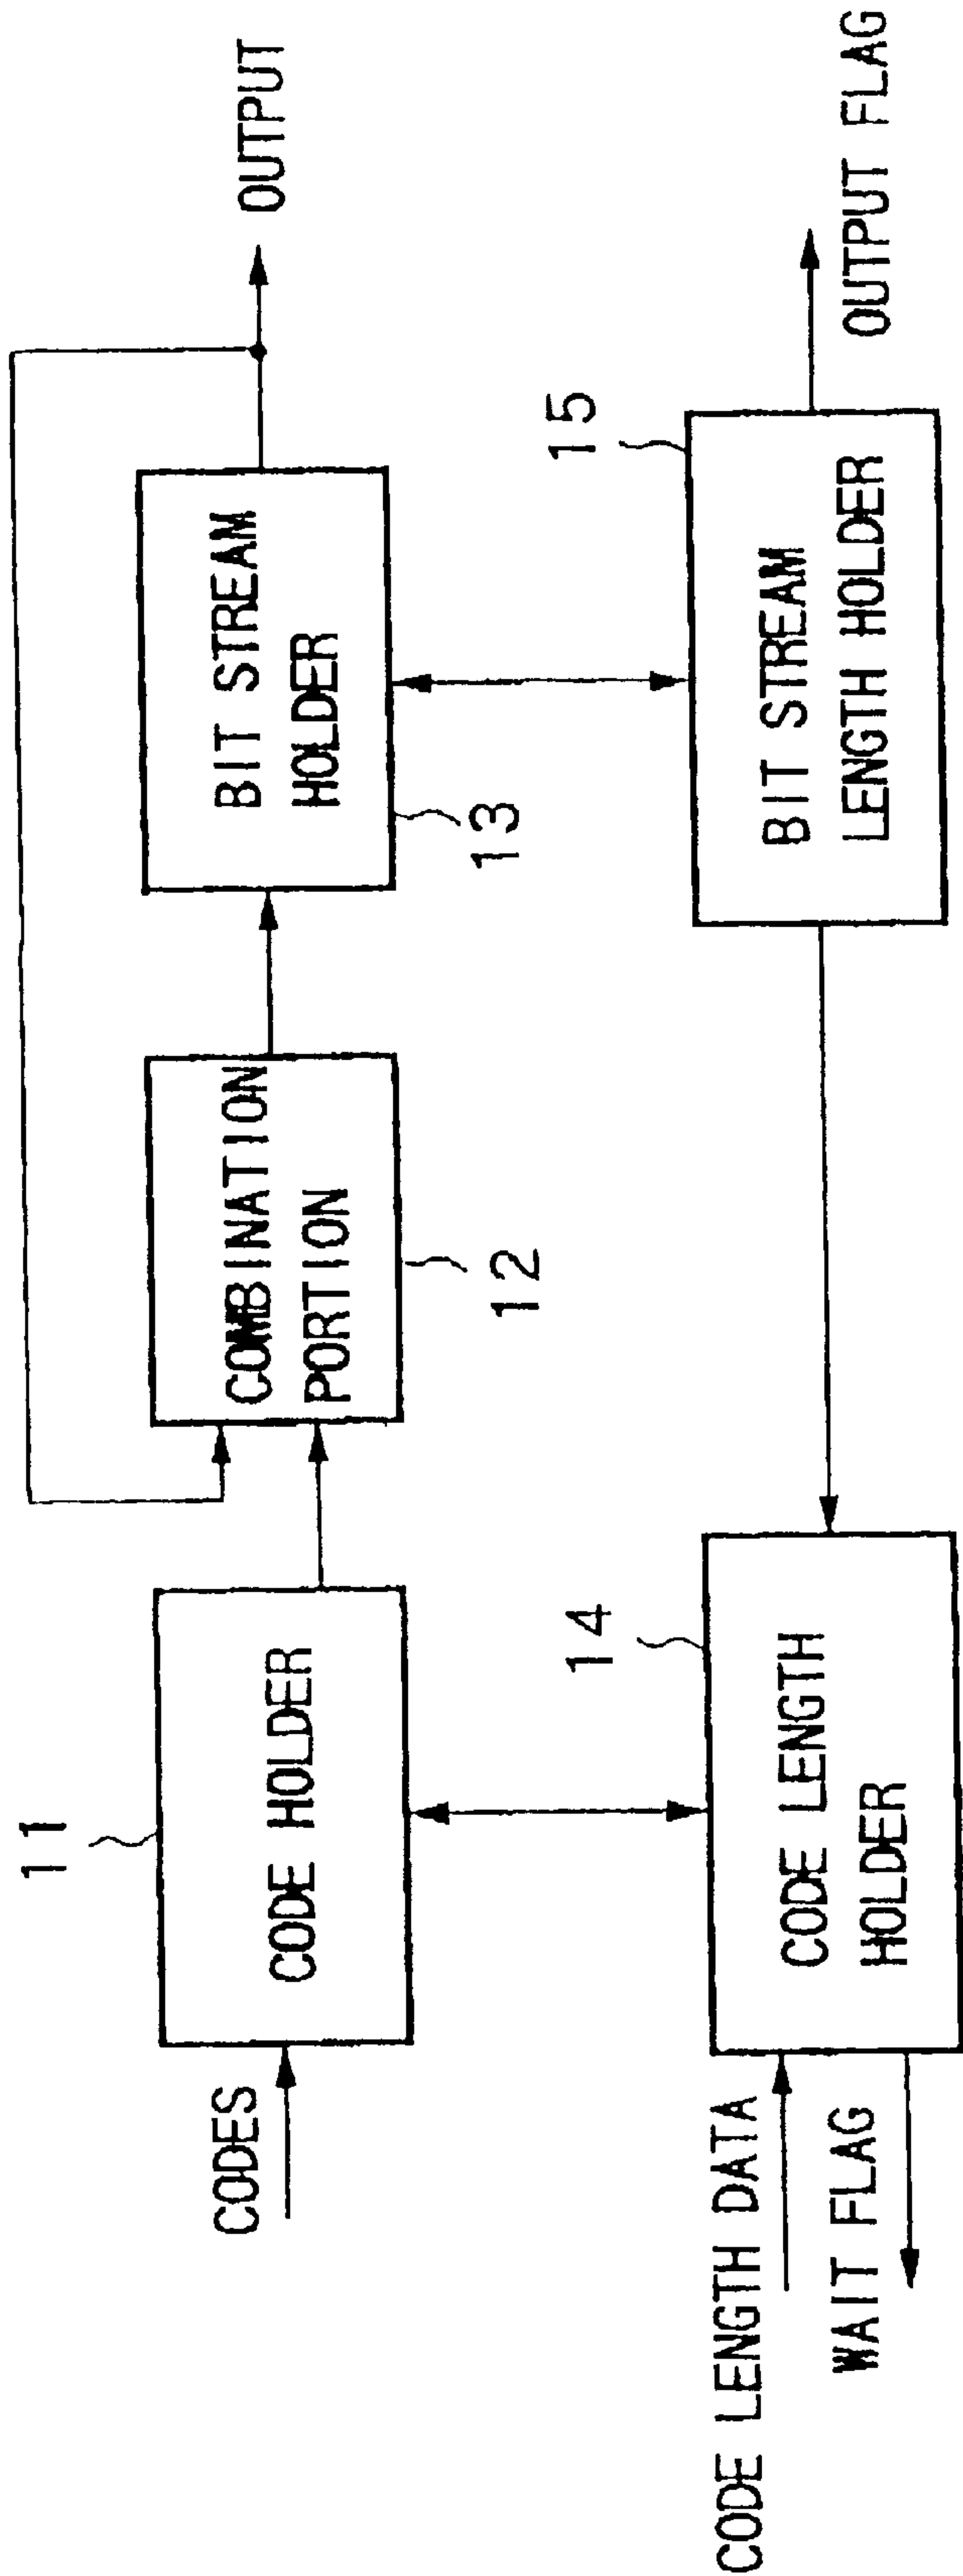 CODES
11
CODE HOLDER
12
COMBINATION
PORTION
13
BIT STREAM
HOLDER
OUTPUT
CODE LENGTH DATA
WAIT FLAG
14
CODE LENGTH
HOLDER
15
BIT STREAM
LENGTH HOLDER
OUTPUT FLAG